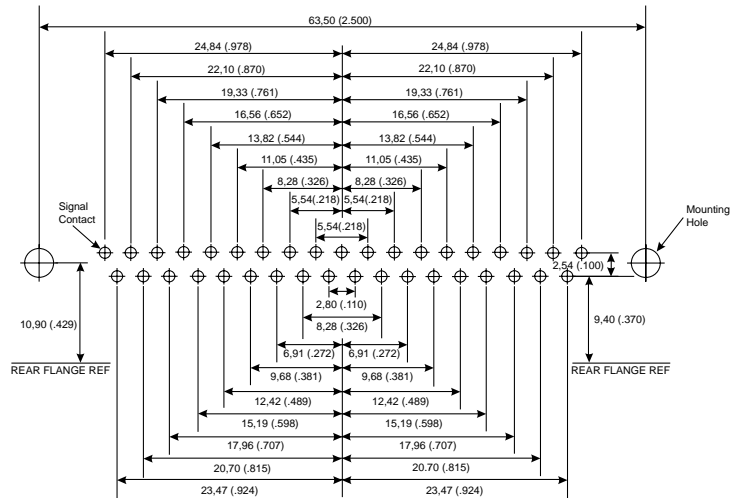 63,50 (2.500)
24,84 (.978) 24,84 (.978)
22,10 (.870) 22,10 (.870)
19,33 (.761) 19,33 (.761)
16,56 (.652) 16,56 (.652)
13,82 (.544) 13,82 (.544)
11,05 (.435) 11,05 (.435)
8,28 (.326) 8,28 (.326)
5,54(.218) 5,54(.218)
5,54(.218)
Signal
Contact
Mounting
Hole
2,54 (.100)
2,80 (.110)
10,90 (.429)
9,40 (.370)
8,28 (.326)
6,91 (.272) 6,91 (.272)
REAR FLANGE REF REAR FLANGE REF
9,68 (.381) 9,68 (.381)
12,42 (.489) 12,42 (.489)
15,19 (.598) 15,19 (.598)
17,96 (.707) 17,96 (.707)
20,70 (.815) 20.70 (.815)
23,47 (.924) 23,47 (.924)